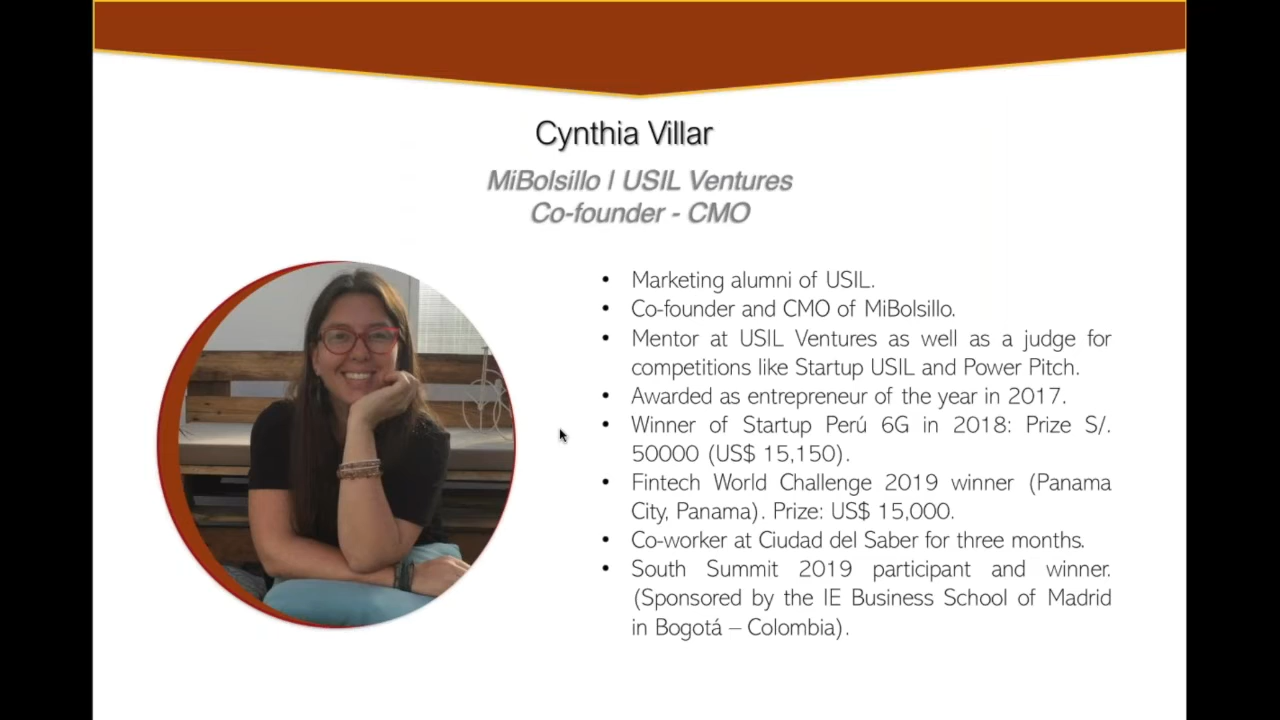 Cynthia Villar
MiBolsillo | USIL Ventures
Co-founder - CMO
• Marketing alumni of USIL.
• Co-founder and CMO of MiBolsillo.
• Mentor at USIL Ventures as well as a judge for
competitions like Startup USIL and Power Pitch.
• Awarded as entrepreneur of the year in 2017.
• Winner of Startup Perú 6G in 2018: Prize S/.
50000 (US$ 15,150).
• Fintech World Challenge 2019 winner (Panama
City, Panama). Prize: US$ 15,000.
• Co-worker at Ciudad del Saber for three months.
• South Summit 2019 participant and winner.
(Sponsored by the IE Business School of Madrid
in Bogotá – Colombia).